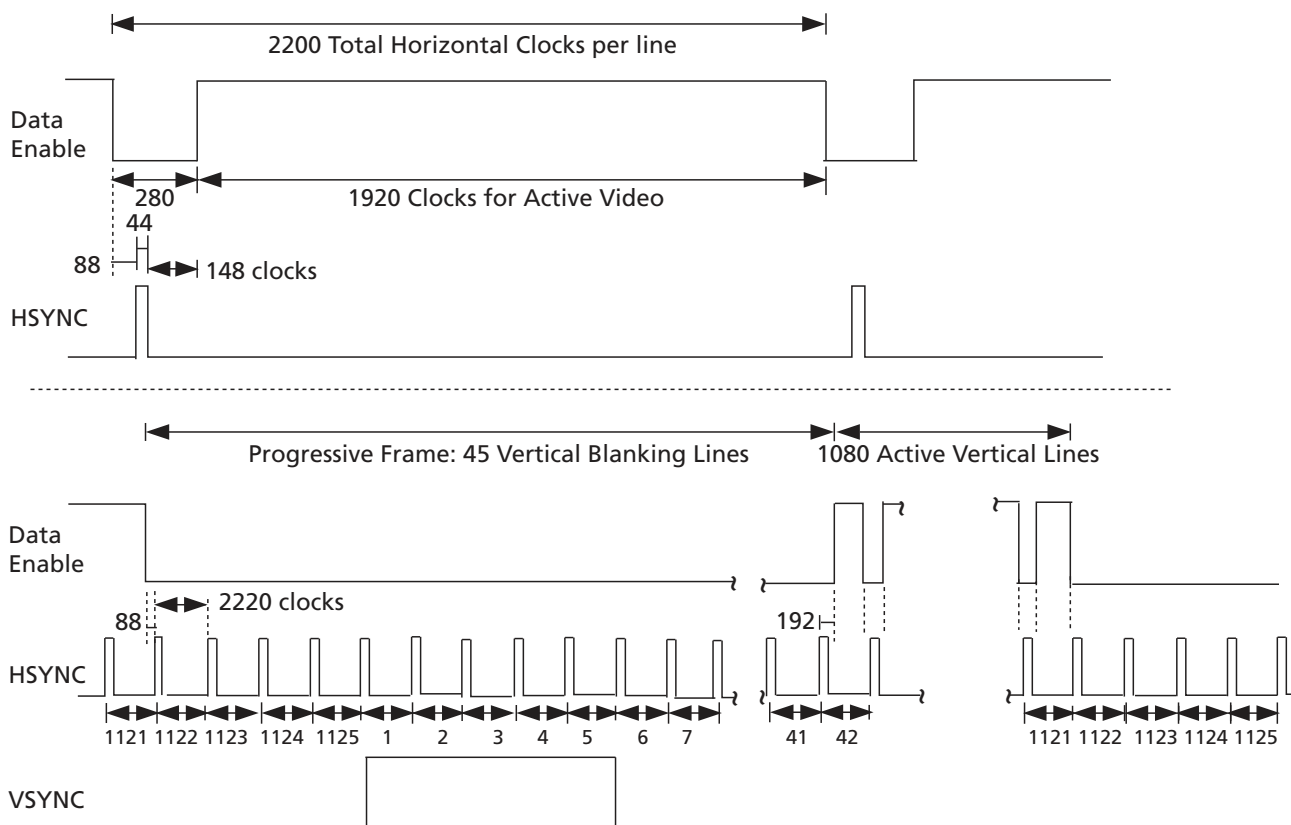 2200 Total Horizontal Clocks per line
Data
Enable
280
1920 Clocks for Active Video
44
88
148 clocks
HSYNC
Progressive Frame: 45 Vertical Blanking Lines
1080 Active Vertical Lines
Data
Enable
2220 clocks
88
192
HSYNC
1121 1122 1123 1124 1125 1 2 3 4 5 6 7 41 42 1121 1122 1123 1124 1125
VSYNC